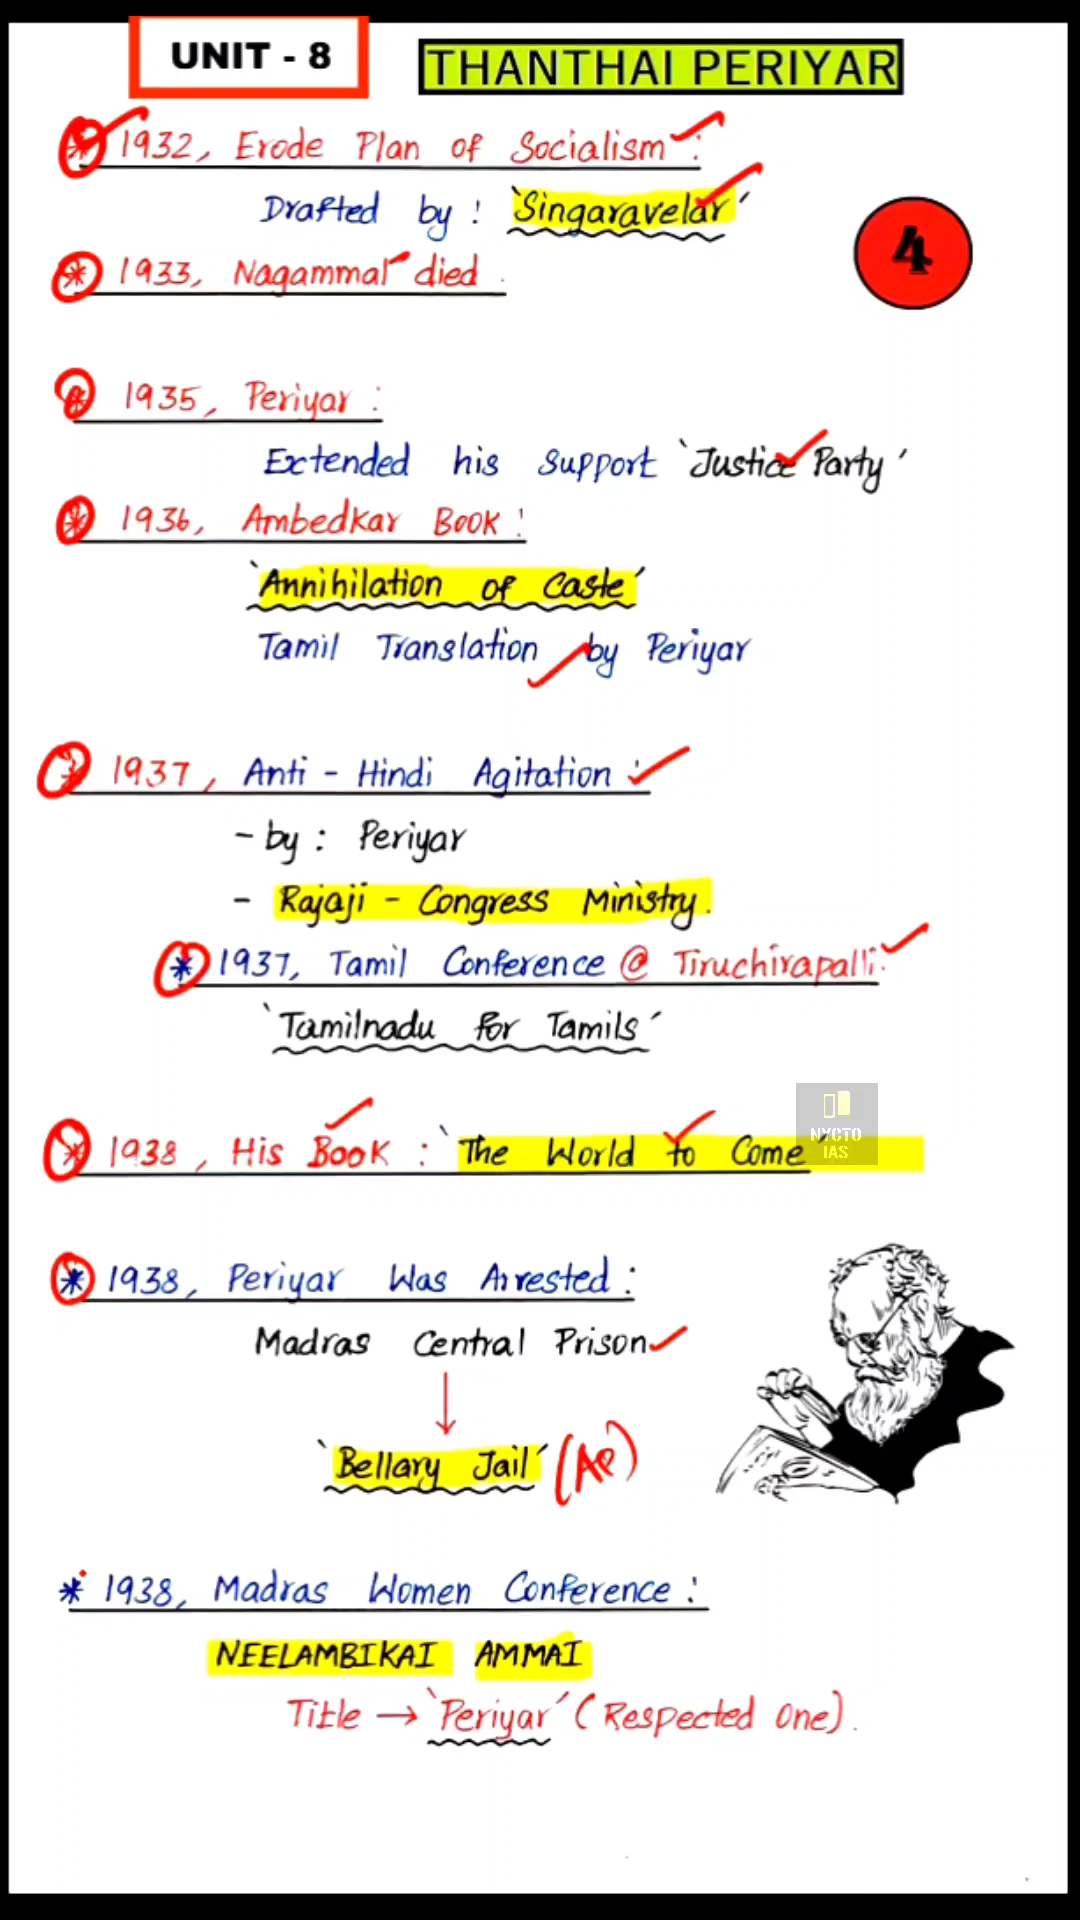 UNIT - 8
THANTHAI PERIYAR
* 1932, Erode Plan of Socialism :
Drafted by : 'Singaravelar'
4
* 1933, Nagammal died .
* 1935, Periyar :
Extended his support 'Justice Party'
* 1936, Ambedkar Book :
'Annihilation of Caste'
Tamil Translation by Periyar
* 1937, Anti - Hindi Agitation :
- by : Periyar
- Rajaji - Congress Ministry.
* 1937, Tamil Conference @ Tiruchirapalli.
'Tamilnadu for Tamils'
* 1938, His Book : 'The World to Come'
NYCTO
IAS
* 1938, Periyar Was Arrested :
Madras Central Prison
↓
'Bellary Jail' (AP)
* 1938, Madras Women Conference :
NEELAMBIKAI AMMAI
Title → 'Periyar' (Respected One).